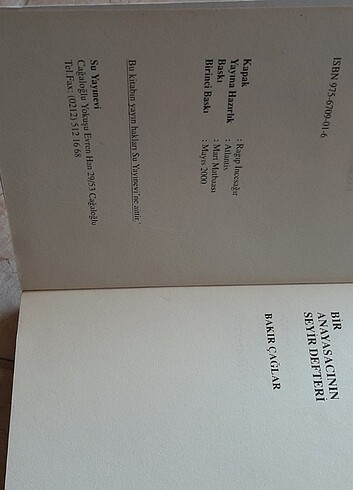 ISBN 975-6709-01-6
Kapak : Ragıp İncesağır
Yayına Hazırlık : Atlantis
Baskı : Mart Matbaası
Birinci Baskı : Mayıs 2000
Bu kitabın yayın hakları Su Yayınevi'ne aittir.
Su Yayınevi
Cağaloğlu Yokuşu Evren Han 29/53 Cağaloğlu
Tel.Fax: (0212) 512 16 68
BİR
ANAYASACININ
SEYİR DEFTERİ
BAKIR ÇAĞLAR